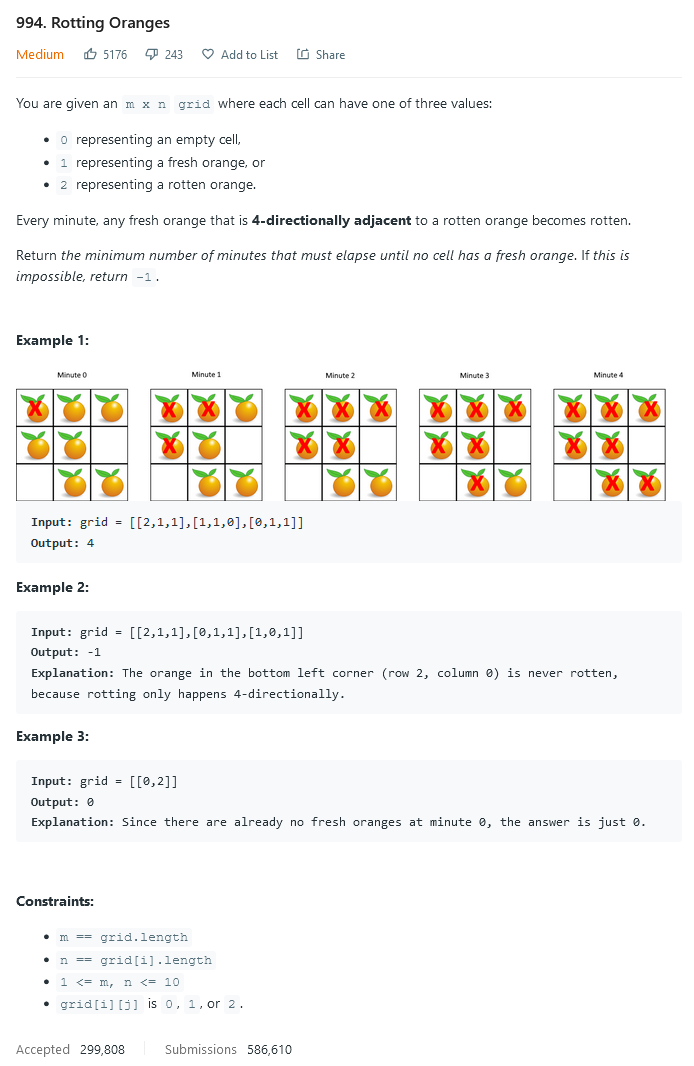 994. Rotting Oranges
Medium 5176 243 Add to List Share
You are given an m x n grid where each cell can have one of three values:
• 0 representing an empty cell,
• 1 representing a fresh orange, or
• 2 representing a rotten orange.
Every minute, any fresh orange that is 4-directionally adjacent to a rotten orange becomes rotten.
Return the minimum number of minutes that must elapse until no cell has a fresh orange. If this is
impossible, return -1.
Example 1:
Minute 0 Minute 1 Minute 2 Minute 3 Minute 4
Input: grid = [[2,1,1],[1,1,0],[0,1,1]]
Output: 4
Example 2:
Input: grid = [[2,1,1],[0,1,1],[1,0,1]]
Output: -1
Explanation: The orange in the bottom left corner (row 2, column 0) is never rotten,
because rotting only happens 4-directionally.
Example 3:
Input: grid = [[0,2]]
Output: 0
Explanation: Since there are already no fresh oranges at minute 0, the answer is just 0.
Constraints:
• m == grid.length
• n == grid[i].length
• 1 <= m, n <= 10
• grid[i][j] is 0, 1, or 2.
Accepted 299,808 Submissions 586,610